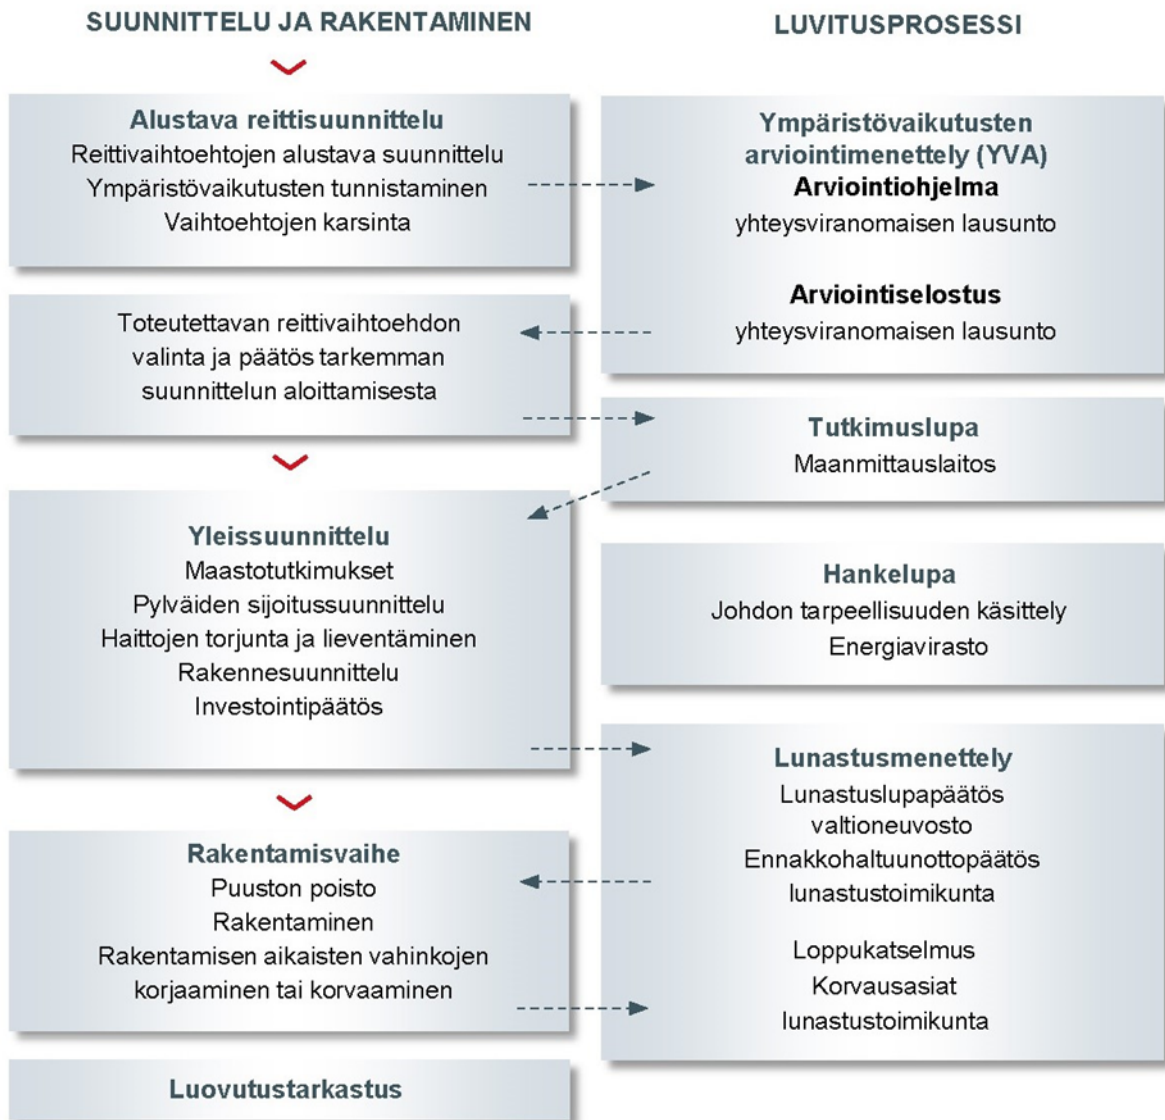 SUUNNITTELU JA RAKENTAMINEN
Alustava reittisuunnittelu
Reittivaihtoehtojen alustava suunnittelu
Ympäristövaikutusten tunnistaminen
Vaihtoehtojen karsinta
Toteutettavan reittivaihtoehdon
valinta ja päätös tarkemman
suunnittelun aloittamisesta
Yleissuunnittelu
Maastotutkimukset
Pylväiden sijoitussuunnittelu
Haittojen torjunta ja lieventäminen
Rakennesuunnittelu
Investointipäätös
Rakentamisvaihe
Puuston poisto
Rakentaminen
Rakentamisen aikaisten vahinkojen
korjaaminen tai korvaaminen
Luovutustarkastus
LUVITUSPROSESSI
Ympäristövaikutusten
arviointimenettely (YVA)
Arviointiohjelma
yhteysviranomaisen lausunto
Arviointiselostus
yhteysviranomaisen lausunto
Tutkimuslupa
Maanmittauslaitos
Hankelupa
Johdon tarpeellisuuden käsittely
Energiavirasto
Lunastusmenettely
Lunastuslupapäätös
valtioneuvosto
Ennakkohaltuunottopäätös
lunastustoimikunta
Loppukatselmus
Korvausasiat
lunastustoimikunta